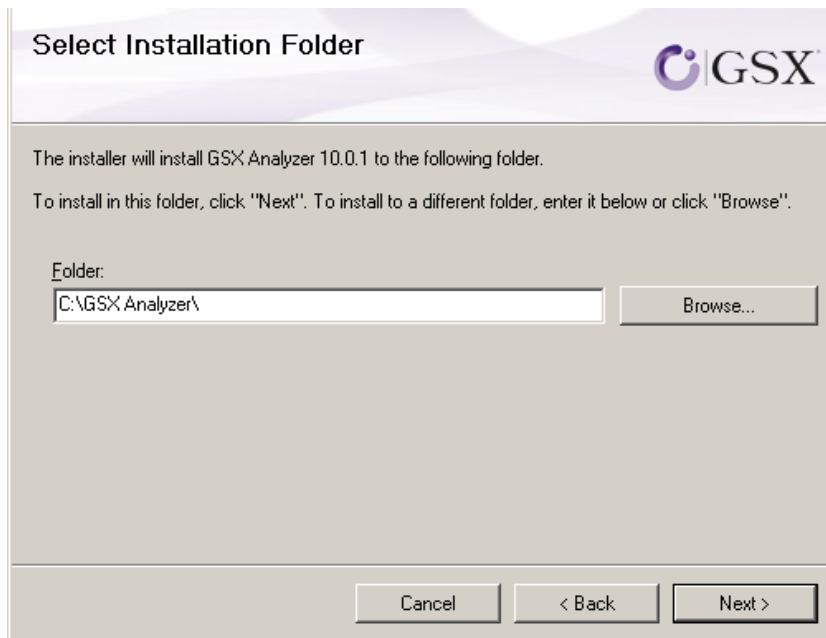 Select Installation Folder
GSX
The installer will install GSX Analyzer 10.0.1 to the following folder.
To install in this folder, click "Next". To install to a different folder, enter it below or click "Browse".
Folder:
C:\GSX Analyzer\
Browse...
Cancel
< Back
Next >